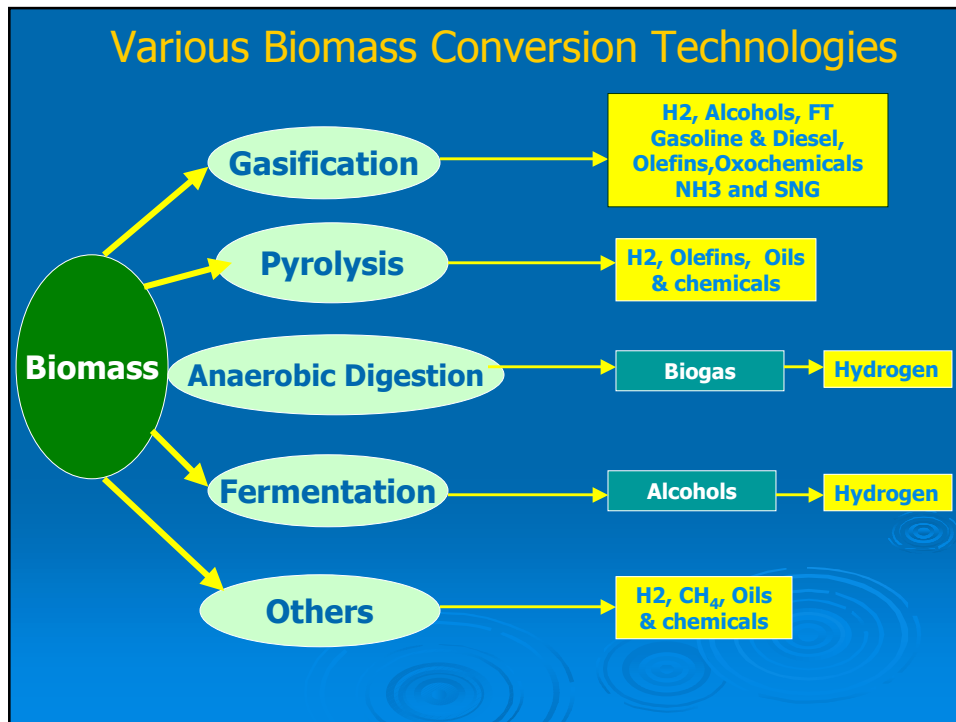 Various Biomass Conversion Technologies
Gasification
H2, Alcohols, FT
Gasoline & Diesel,
Olefins,Oxochemicals
NH3 and SNG
Pyrolysis
H2, Olefins, Oils
& chemicals
Biomass
Anaerobic Digestion
Biogas
Hydrogen
Fermentation
Alcohols
Hydrogen
Others
H2, CH₄, Oils
& chemicals